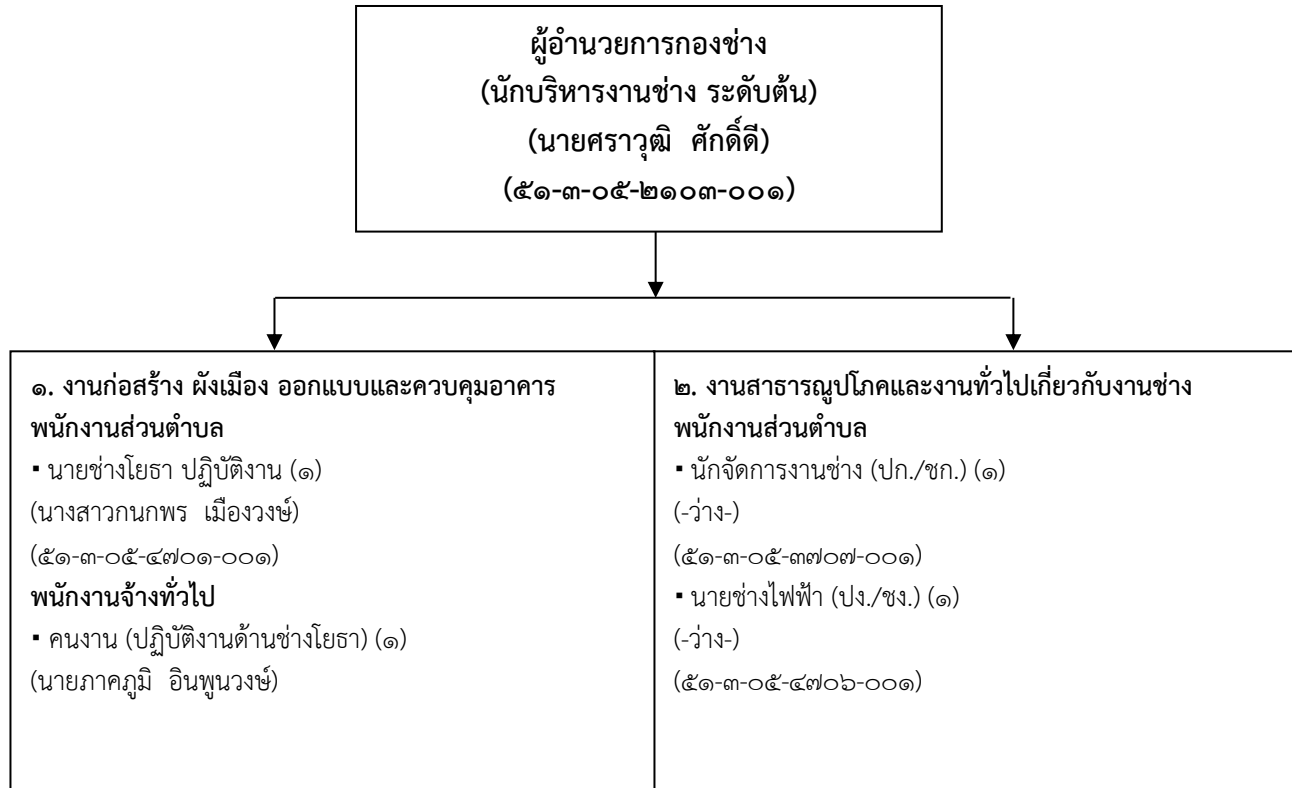 ผู้อำนวยการกองช่าง
(นักบริหารงานช่าง ระดับต้น)
(นายศราวุฒิ ศักดิ์ดี)
(๕๑-๓-๐๕-๒๑๐๓-๐๐๑)
๑. งานก่อสร้าง ผังเมือง ออกแบบและควบคุมอาคาร
พนักงานส่วนตำบล
▪ นายช่างโยธา ปฏิบัติงาน (๑)
(นางสาวกนกพร เมืองวงษ์)
(๕๑-๓-๐๕-๔๗๐๑-๐๐๑)
พนักงานจ้างทั่วไป
▪ คนงาน (ปฏิบัติงานด้านช่างโยธา) (๑)
(นายภาคภูมิ อินพูนวงษ์)
๒. งานสาธารณูปโภคและงานทั่วไปเกี่ยวกับงานช่าง
พนักงานส่วนตำบล
▪ นักจัดการงานช่าง (ปก./ชก.) (๑)
(-ว่าง-)
(๕๑-๓-๐๕-๓๗๐๗-๐๐๑)
▪ นายช่างไฟฟ้า (ปง./ชง.) (๑)
(-ว่าง-)
(๕๑-๓-๐๕-๔๗๐๖-๐๐๑)